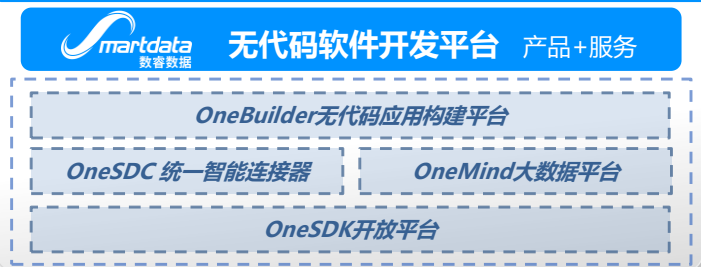 Smartdata
数睿数据
无代码软件开发平台 产品+服务
OneBuilder无代码应用构建平台
OneSDC 统一智能连接器 OneMind大数据平台
OneSDK开放平台